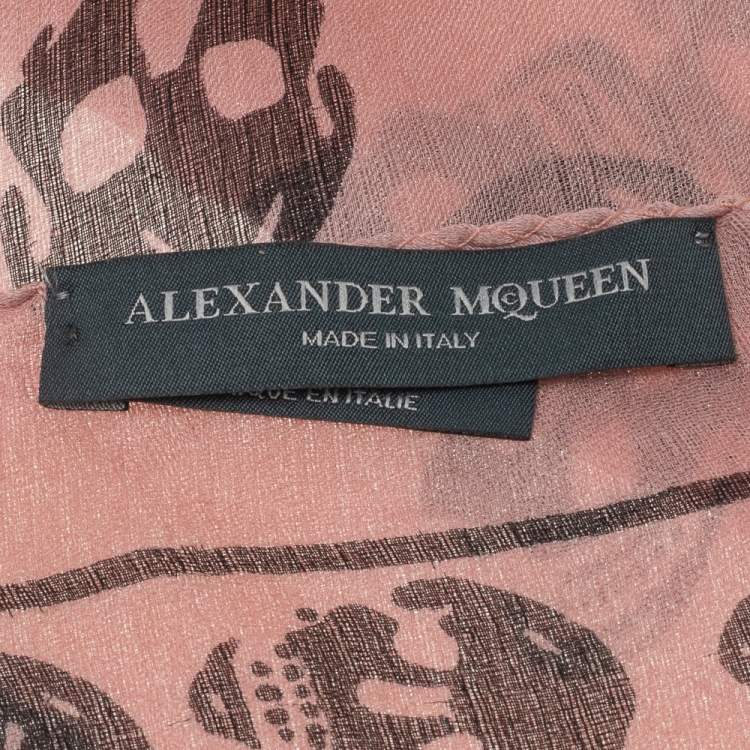 ALEXANDER McQUEEN
MADE IN ITALY
EN ITALIE